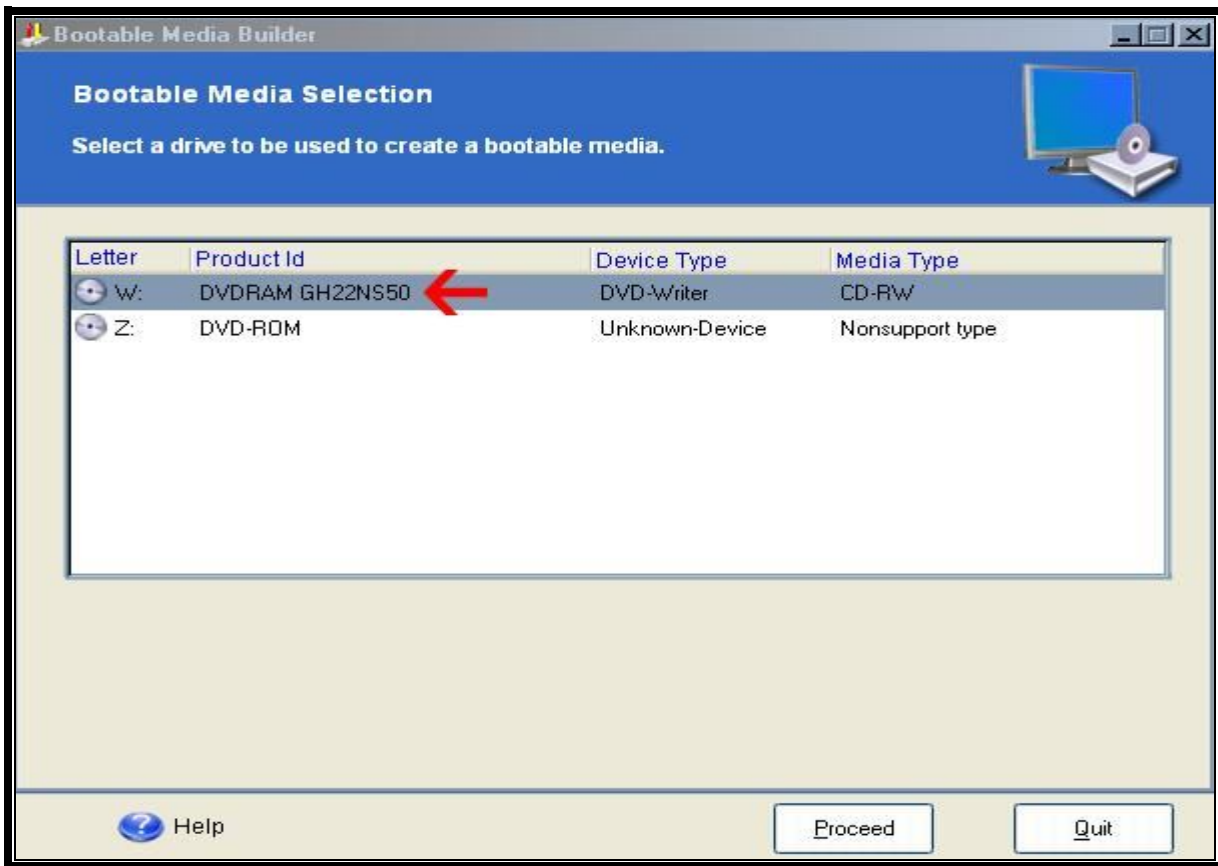 Bootable Media Builder
Bootable Media Selection
Select a drive to be used to create a bootable media.
Letter Product Id Device Type Media Type
W: DVDRAM GH22NS50 DVD-Writer CD-RW
Z: DVD-ROM Unknown-Device Nonsupport type
Help Proceed Quit